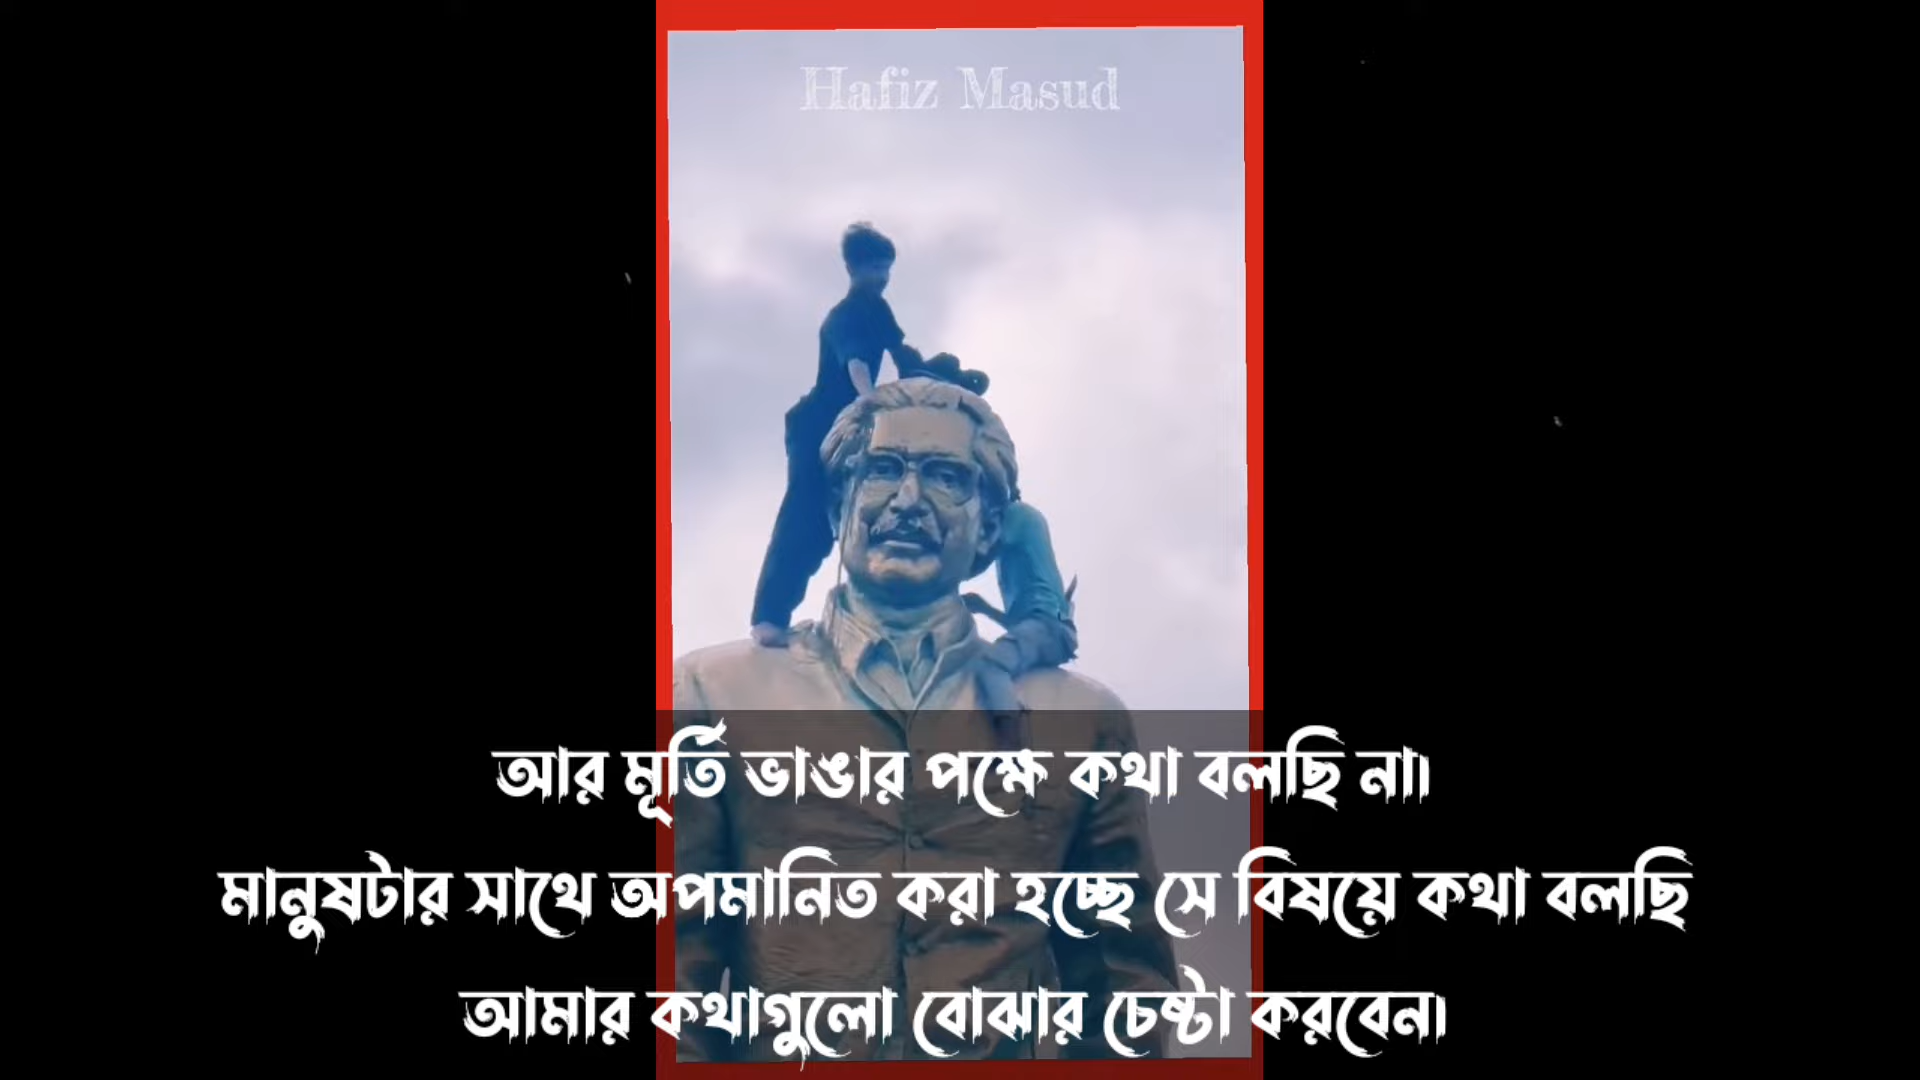 Hafiz Masud
আর মূর্তি ভাঙার পক্ষে কথা বলছি না।
মানুষটার সাথে অপমানিত করা হচ্ছে সে বিষয়ে কথা বলছি
আমার কথাগুলো বোঝার চেষ্টা করবেন।